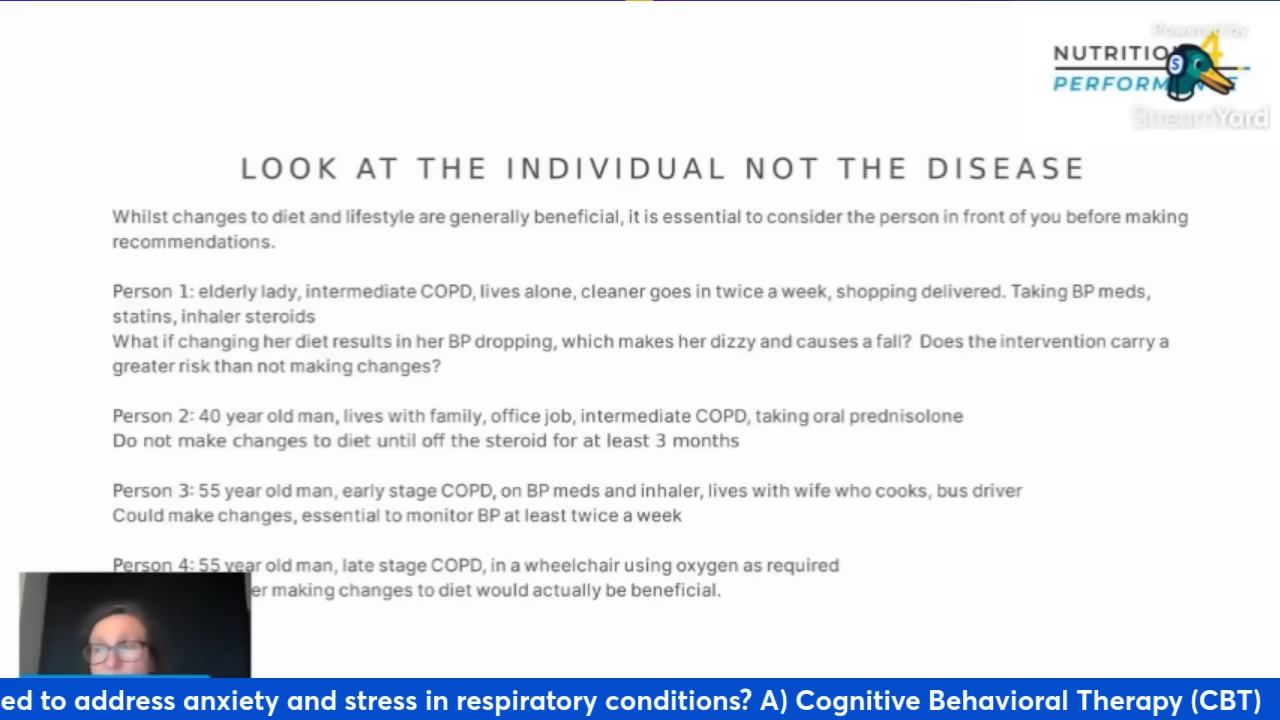 Powered by
NUTRITION 4
PERFORMANCE
StreamYard
LOOK AT THE INDIVIDUAL NOT THE DISEASE
Whilst changes to diet and lifestyle are generally beneficial, it is essential to consider the person in front of you before making
recommendations.
Person 1: elderly lady, intermediate COPD, lives alone, cleaner goes in twice a week, shopping delivered. Taking BP meds,
statins, inhaler steroids
What if changing her diet results in her BP dropping, which makes her dizzy and causes a fall? Does the intervention carry a
greater risk than not making changes?
Person 2: 40 year old man, lives with family, office job, intermediate COPD, taking oral prednisolone
Do not make changes to diet until off the steroid for at least 3 months
Person 3: 55 year old man, early stage COPD, on BP meds and inhaler, lives with wife who cooks, bus driver
Could make changes, essential to monitor BP at least twice a week
Person 4: 55 year old man, late stage COPD, in a wheelchair using oxygen as required
er making changes to diet would actually be beneficial.
ed to address anxiety and stress in respiratory conditions? A) Cognitive Behavioral Therapy (CBT)